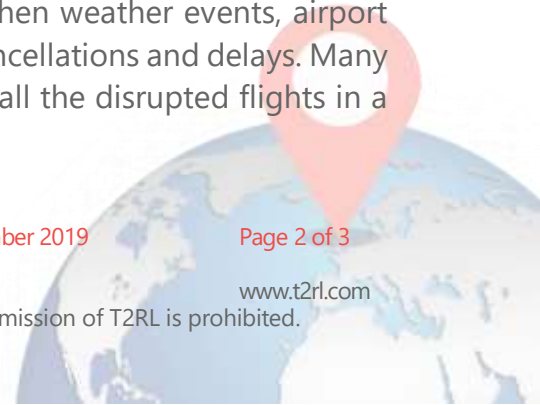 hen weather events, airport
ncellations and delays. Many
all the disrupted flights in a
ber 2019 Page 2 of 3
www.t2rl.com
mission of T2RL is prohibited.